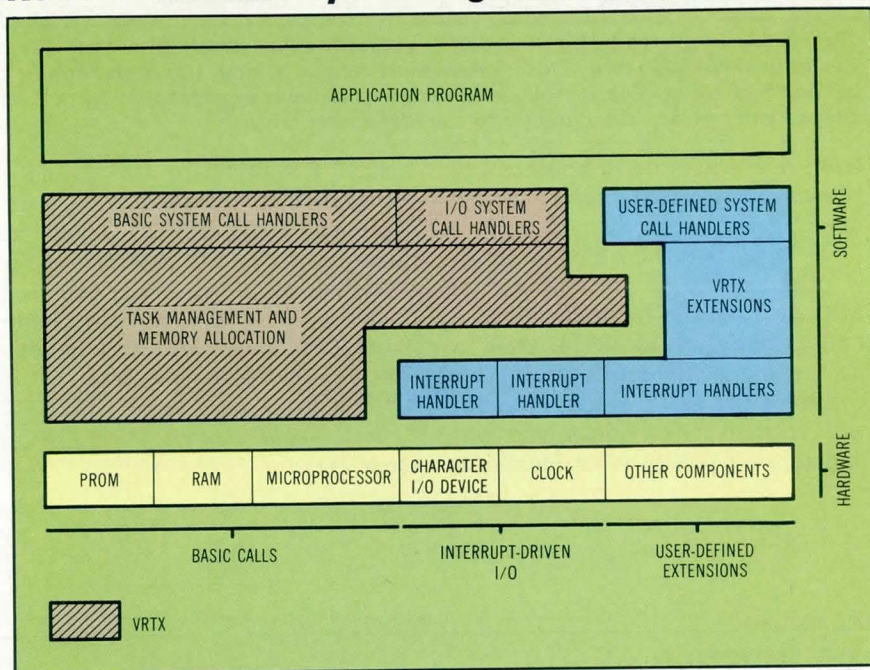 APPLICATION PROGRAM
BASIC SYSTEM CALL HANDLERS
I/O SYSTEM
CALL HANDLERS
USER-DEFINED SYSTEM
CALL HANDLERS
TASK MANAGEMENT AND
MEMORY ALLOCATION
VRTX
EXTENSIONS
INTERRUPT
HANDLER
INTERRUPT
HANDLER
INTERRUPT HANDLERS
SOFTWARE
PROM
RAM
MICROPROCESSOR
CHARACTER
I/O DEVICE
CLOCK
OTHER COMPONENTS
HARDWARE
BASIC CALLS
INTERRUPT-DRIVEN
I/O
USER-DEFINED
EXTENSIONS
VRTX